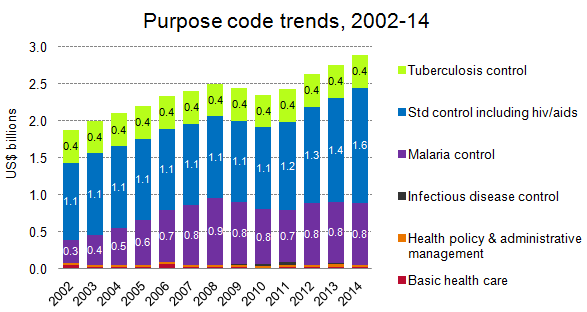 Purpose code trends, 2002-14
US$ billions
3.0
2.5
2.0
1.5
1.0
0.5
0.0
0.4 0.4 0.4 0.4 0.4 0.4 0.4 0.4 0.4 0.4 0.4 0.4 0.4
1.1 1.1 1.1 1.1 1.1 1.1 1.1 1.1 1.1 1.2 1.3 1.4 1.6
0.3 0.4 0.5 0.6 0.7 0.8 0.9 0.8 0.8 0.7 0.8 0.8 0.8
2002 2003 2004 2005 2006 2007 2008 2009 2010 2011 2012 2013 2014
Tuberculosis control
Std control including hiv/aids
Malaria control
Infectious disease control
Health policy & administrative
management
Basic health care